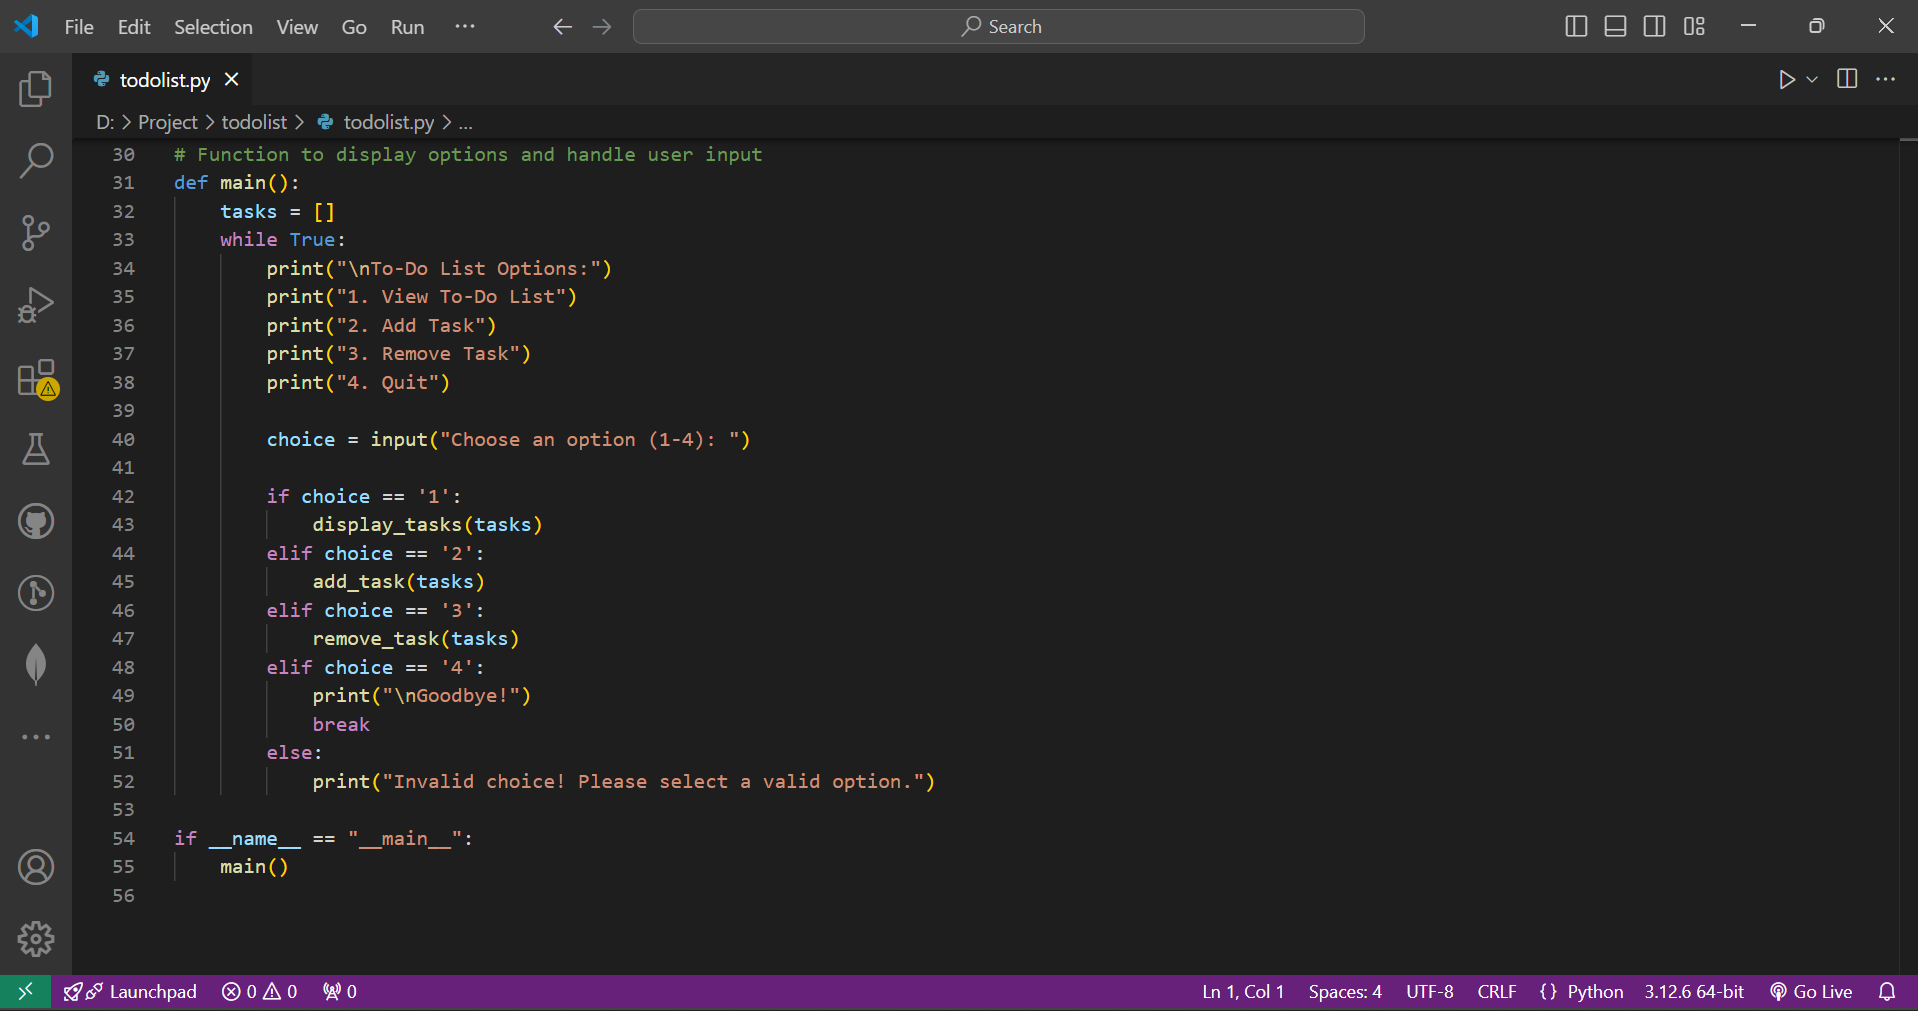 File Edit Selection View Go Run ··· Search
todolist.py
D: > Project > todolist > todolist.py > ...
30 # Function to display options and handle user input
31 def main():
32     tasks = []
33     while True:
34         print("\nTo-Do List Options:")
35         print("1. View To-Do List")
36         print("2. Add Task")
37         print("3. Remove Task")
38         print("4. Quit")
39
40         choice = input("Choose an option (1-4): ")
41
42         if choice == '1':
43             display_tasks(tasks)
44         elif choice == '2':
45             add_task(tasks)
46         elif choice == '3':
47             remove_task(tasks)
48         elif choice == '4':
49             print("\nGoodbye!")
50             break
51         else:
52             print("Invalid choice! Please select a valid option.")
53
54 if __name__ == "__main__":
55     main()
56
Launchpad 0 0 0 Ln 1, Col 1 Spaces: 4 UTF-8 CRLF {} Python 3.12.6 64-bit Go Live